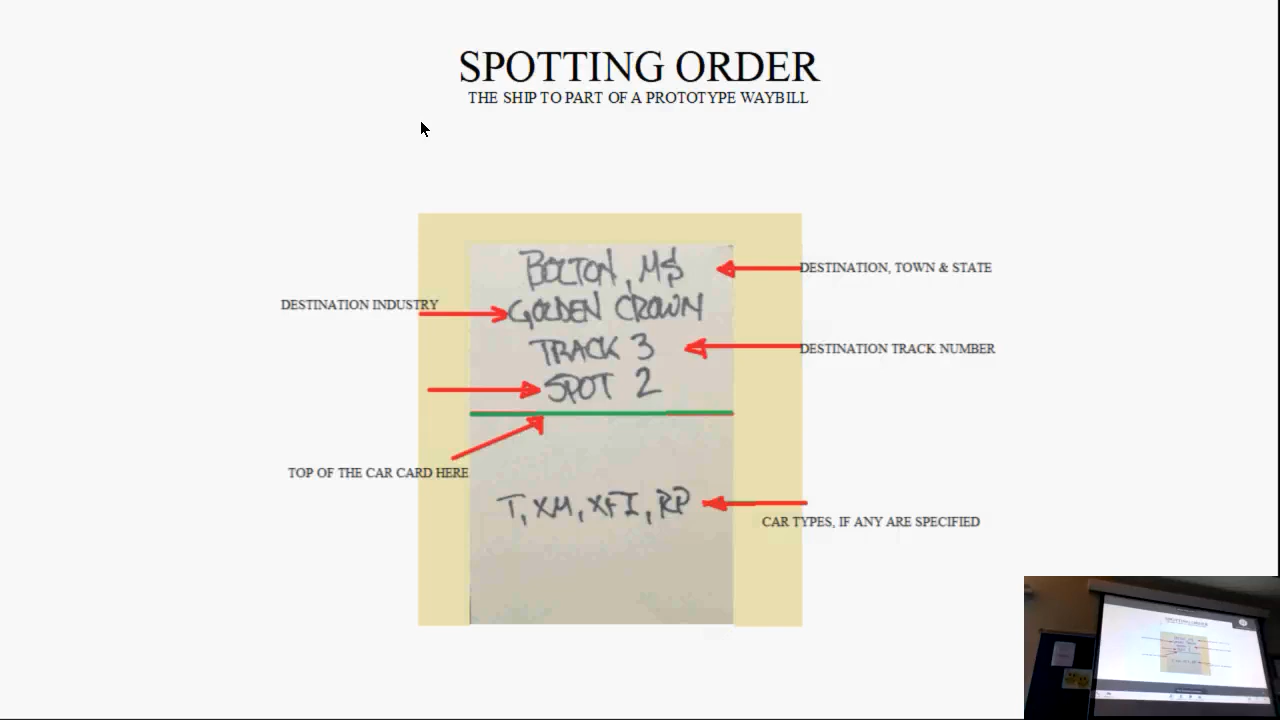 SPOTTING ORDER
THE SHIP TO PART OF A PROTOTYPE WAYBILL
BOLTON, MS
DESTINATION, TOWN & STATE
DESTINATION INDUSTRY
GOLDEN CROWN
TRACK 3
DESTINATION TRACK NUMBER
SPOT 2
TOP OF THE CAR CARD HERE
T, XM, XFI, RP
CAR TYPES, IF ANY ARE SPECIFIED
SPOTTING ORDER